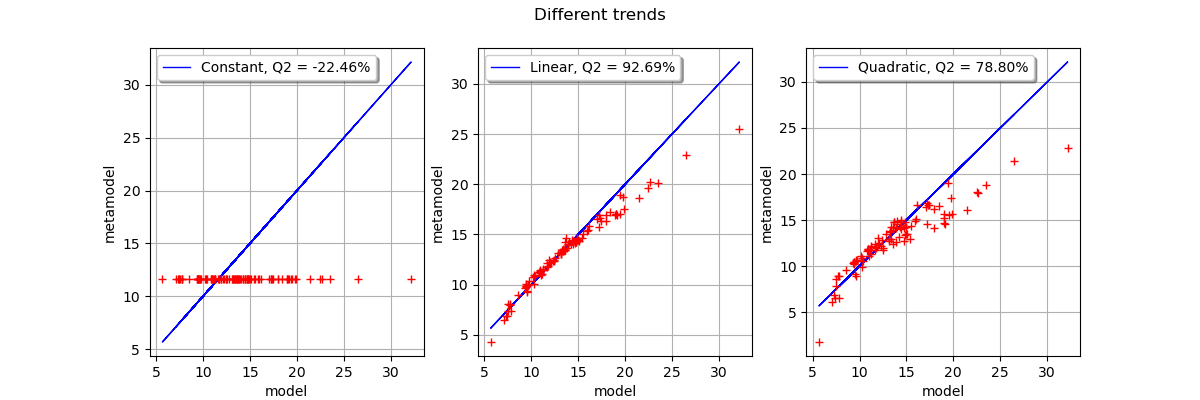 Different trends
Constant, Q2 = -22.46%
30
25
20
15
10
5
metamodel
5 10 15 20 25 30
model
Linear, Q2 = 92.69%
30
25
20
15
10
5
metamodel
5 10 15 20 25 30
model
Quadratic, Q2 = 78.80%
30
25
20
15
10
5
metamodel
5 10 15 20 25 30
model